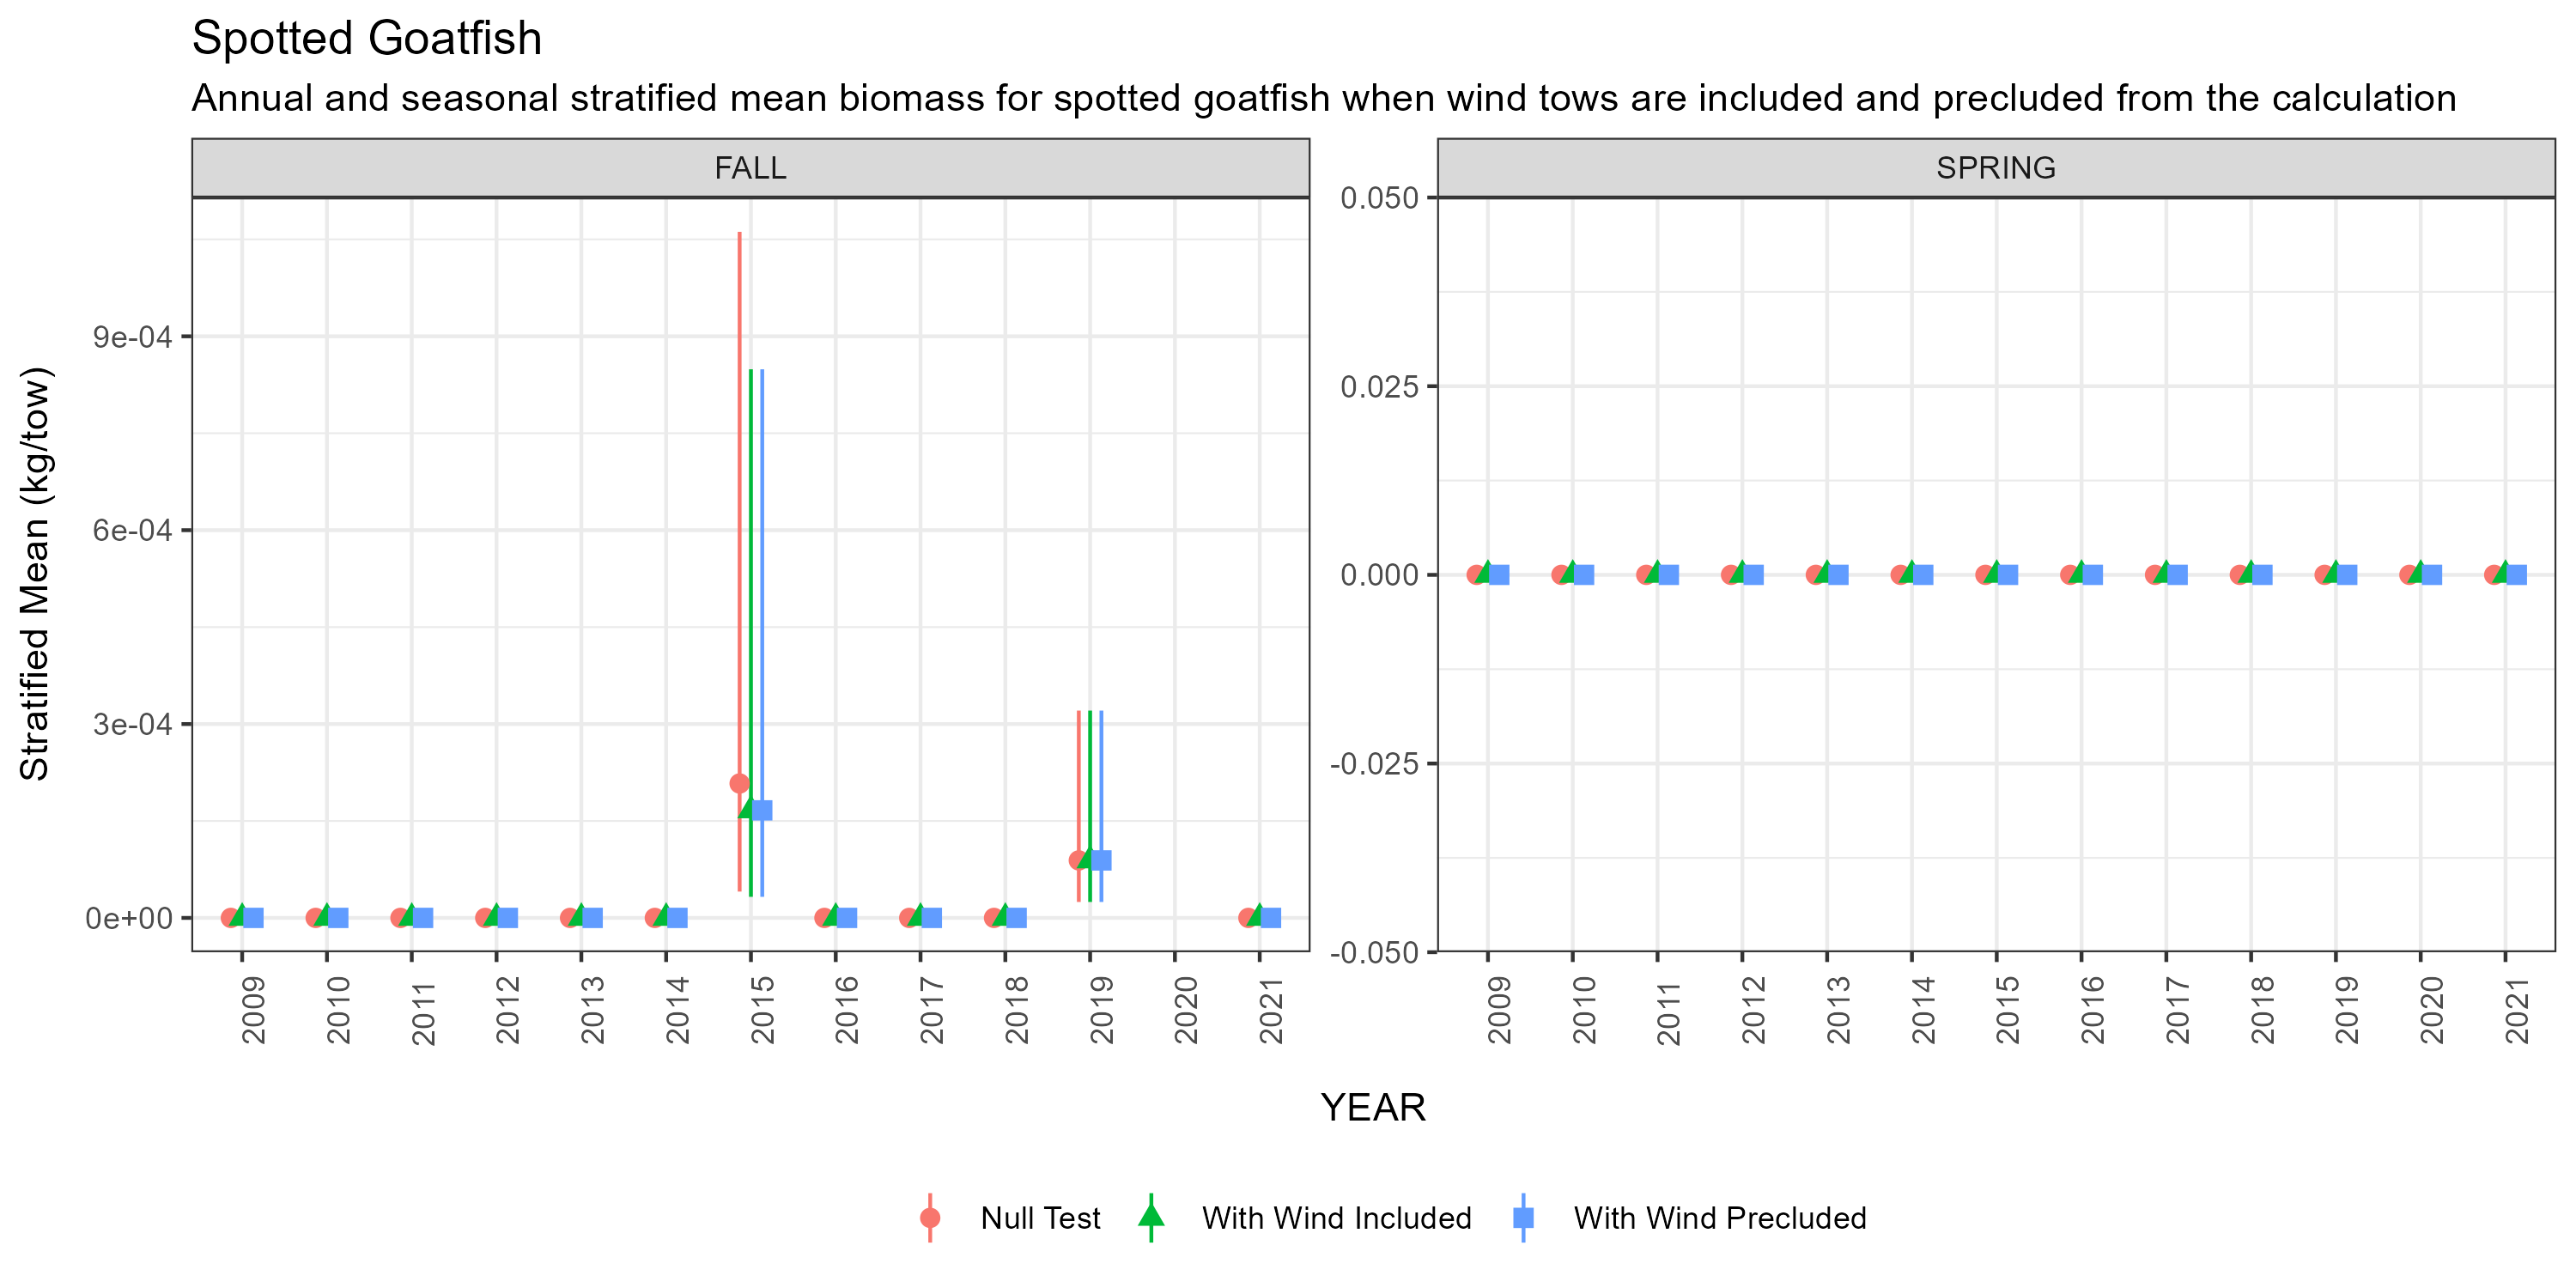 Spotted Goatfish
Annual and seasonal stratified mean biomass for spotted goatfish when wind tows are included and precluded from the calculation
FALL
SPRING
Stratified Mean (kg/tow)
9e-04
6e-04
3e-04
0e+00
0.050
0.025
0.000
-0.025
-0.050
2009 2010 2011 2012 2013 2014 2015 2016 2017 2018 2019 2020 2021
2009 2010 2011 2012 2013 2014 2015 2016 2017 2018 2019 2020 2021
YEAR
Null Test With Wind Included With Wind Precluded